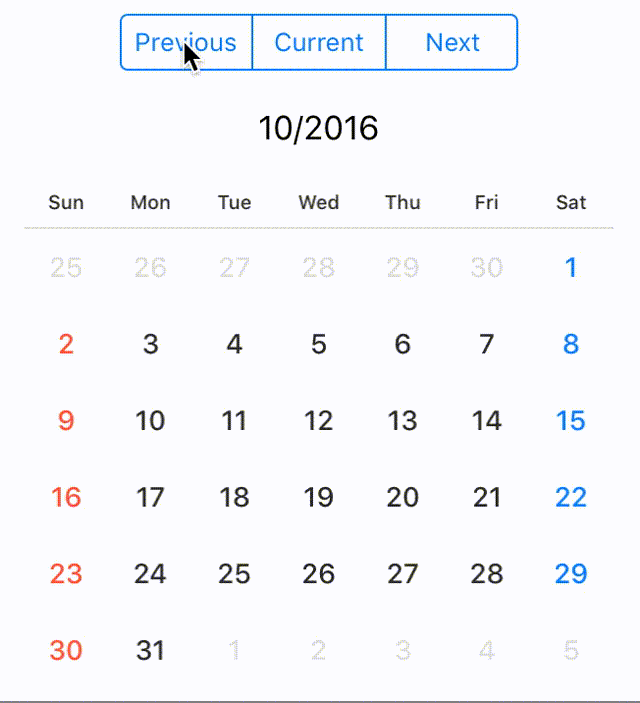 Previous Current Next
10/2016
Sun Mon Tue Wed Thu Fri Sat
25 26 27 28 29 30 1
2 3 4 5 6 7 8
9 10 11 12 13 14 15
16 17 18 19 20 21 22
23 24 25 26 27 28 29
30 31 1 2 3 4 5